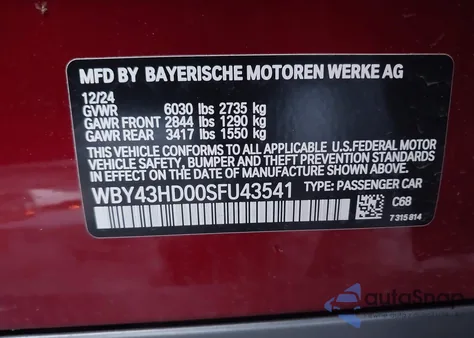 MFD BY BAYERISCHE MOTOREN WERKE AG
12/24
GVWR 6030 lbs 2735 kg
GAWR FRONT 2844 lbs 1290 kg
GAWR REAR 3417 lbs 1550 kg
THIS VEHICLE CONFORMS TO ALL APPLICABLE U.S.FEDERAL MOTOR
VEHICLE SAFETY, BUMPER AND THEFT PREVENTION STANDARDS
IN EFFECT ON THE DATE OF MANUFACTURE SHOWN ABOVE.
WBY43HD00SFU43541 TYPE: PASSENGER CAR
C68
7 315 814
autoSnap